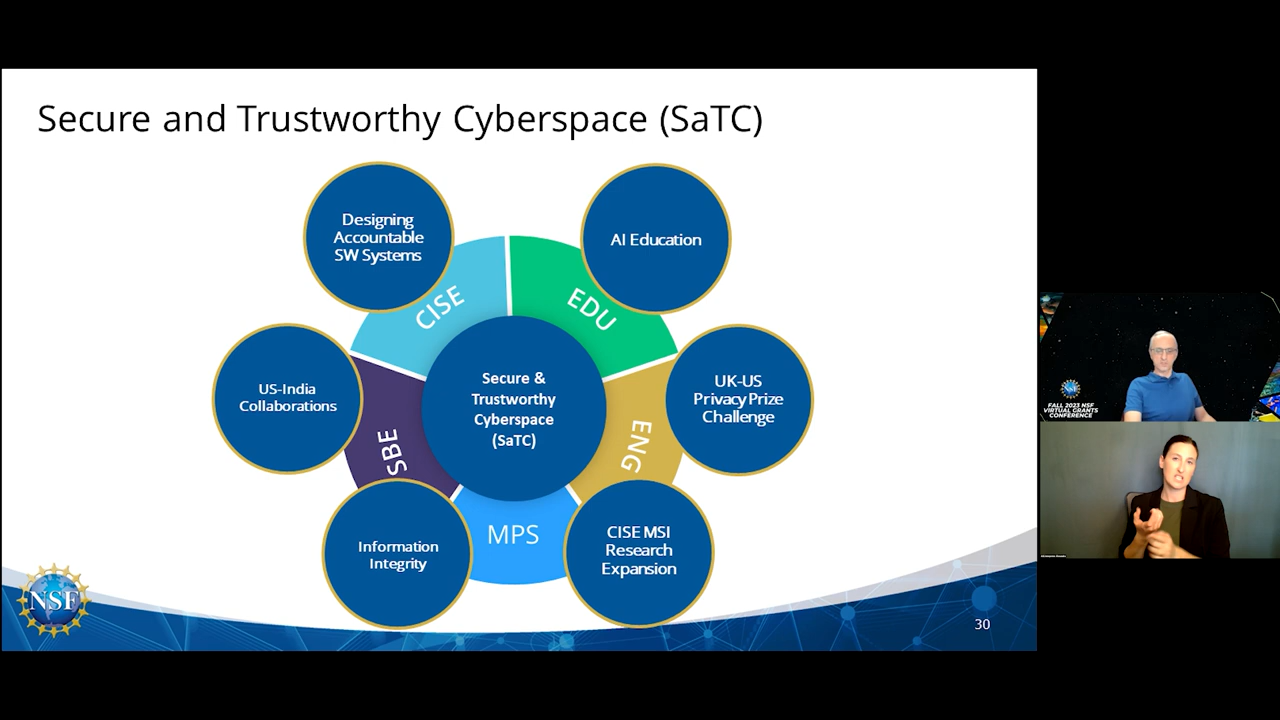 Secure and Trustworthy Cyberspace (SaTC)
Designing
Accountable
SW Systems
AI Education
CISE
EDU
US-India
Collaborations
Secure &
Trustworthy
Cyberspace
(SaTC)
UK-US
Privacy Prize
Challenge
SBE
ENG
MPS
Information
Integrity
CISE MSI
Research
Expansion
NSF
30
FALL 2023 NSF
VIRTUAL GRANTS
CONFERENCE